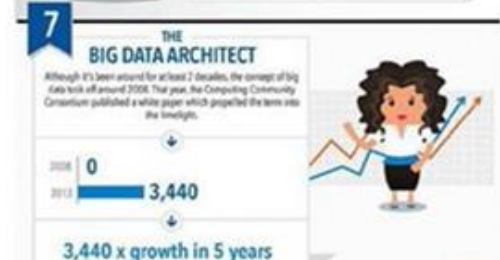 7
THE
BIG DATA ARCHITECT
Although it's been around for at least 2 decades, the concept of big
data took off around 2008. That year, the Computing Community
Consortium published a white paper which propelled the term into
the limelight.
2008 0
2013 3,440
3,440 x growth in 5 years